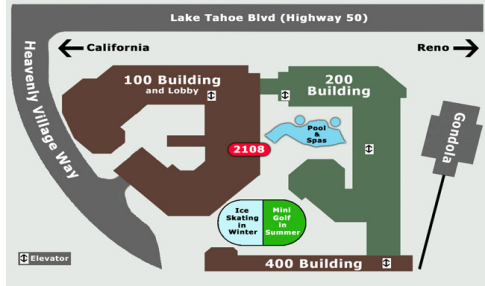 Lake Tahoe Blvd (Highway 50)
California
Reno
Heavenly Village Way
100 Building
and Lobby
200
Building
Gondola
Pool
&
Spas
2108
Ice
Skating
in
Winter
Mini
Golf
in
Summer
Elevator
400 Building